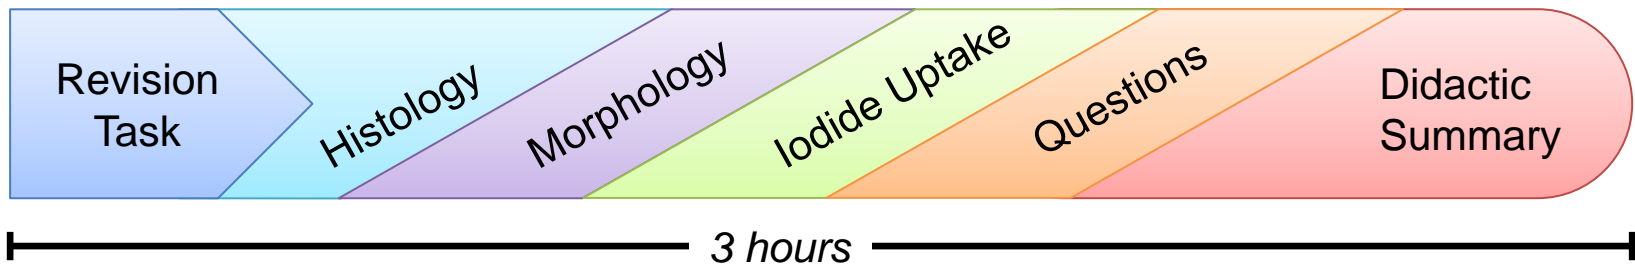 Revision
Task
Histology
Morphology
Iodide Uptake
Questions
Didactic
Summary
3 hours